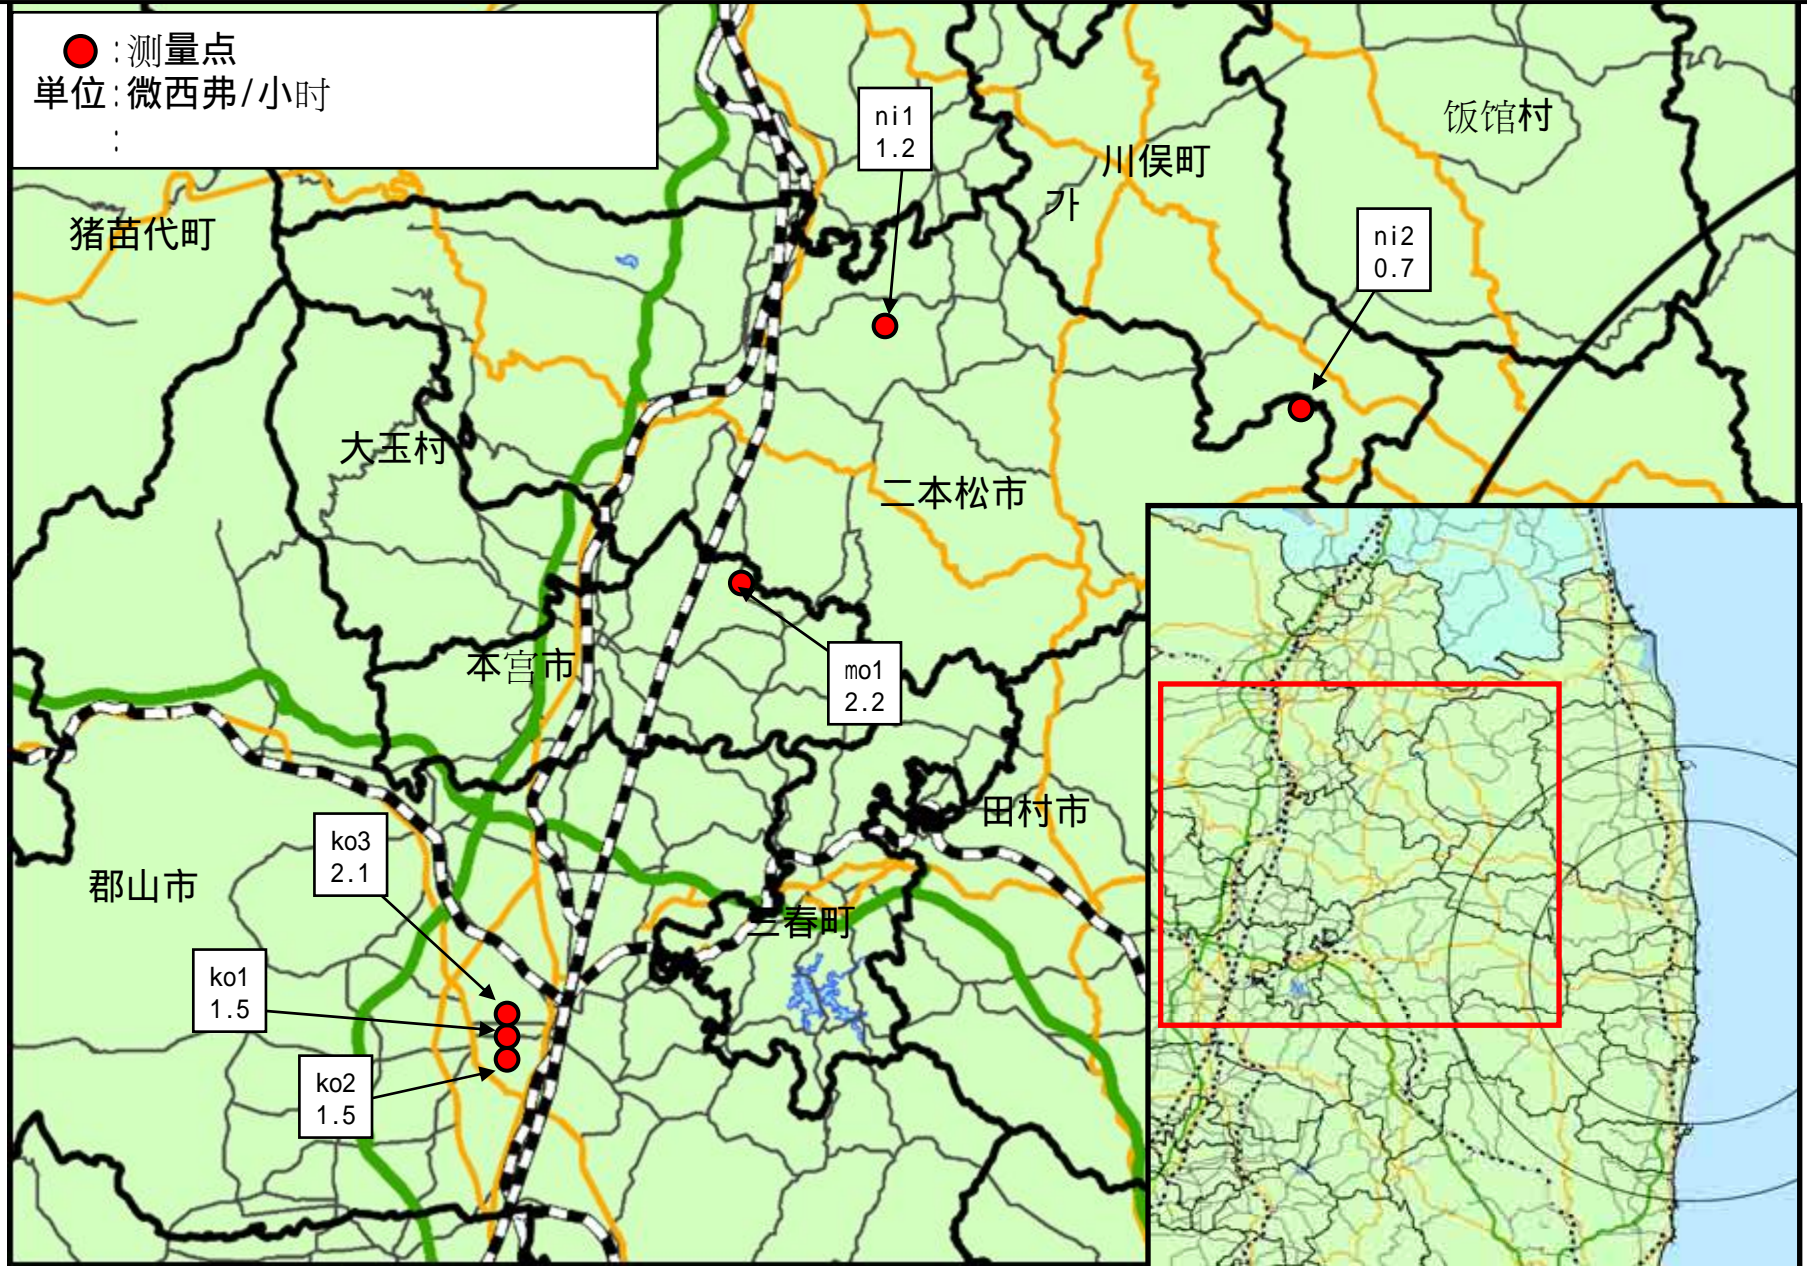 :测量点
単位:微西弗/小时
:
ni1
1.2
饭馆村
川俣町
가
猪苗代町
ni2
0.7
大玉村
二本松市
本宫市
mo1
2.2
田村市
ko3
2.1
郡山市
三春町
ko1
1.5
ko2
1.5